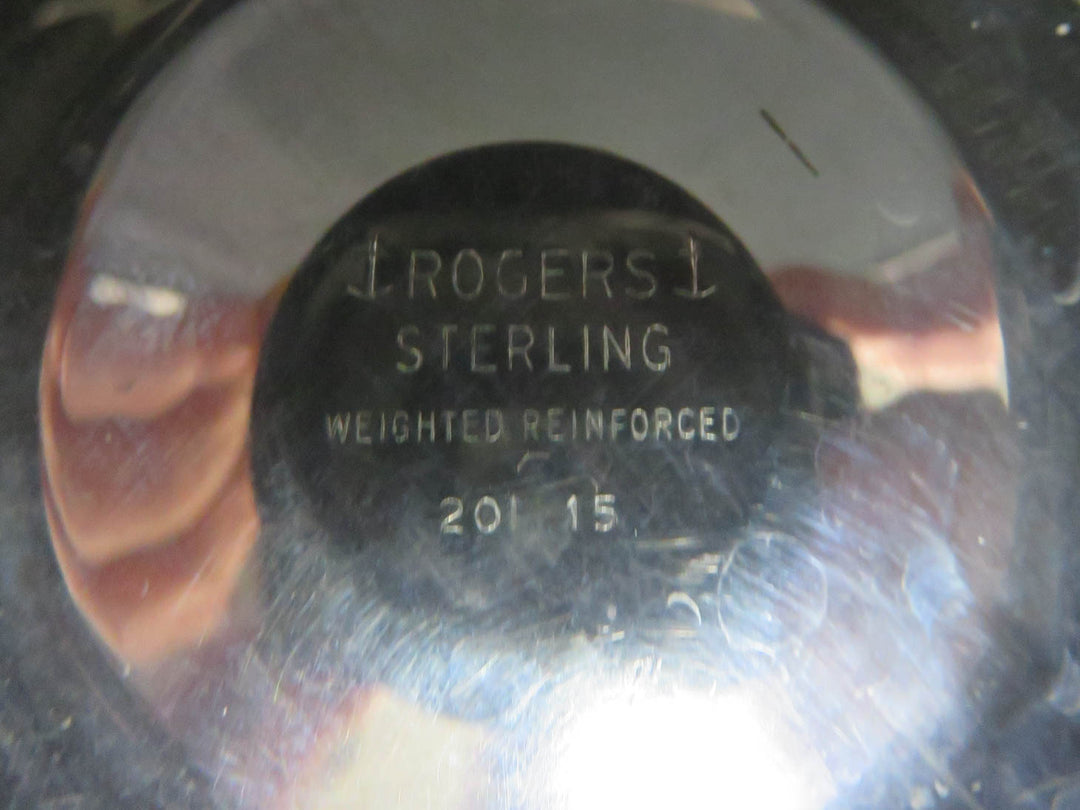 ⚓ROGERS⚓
STERLING
WEIGHTED REINFORCED
201 15